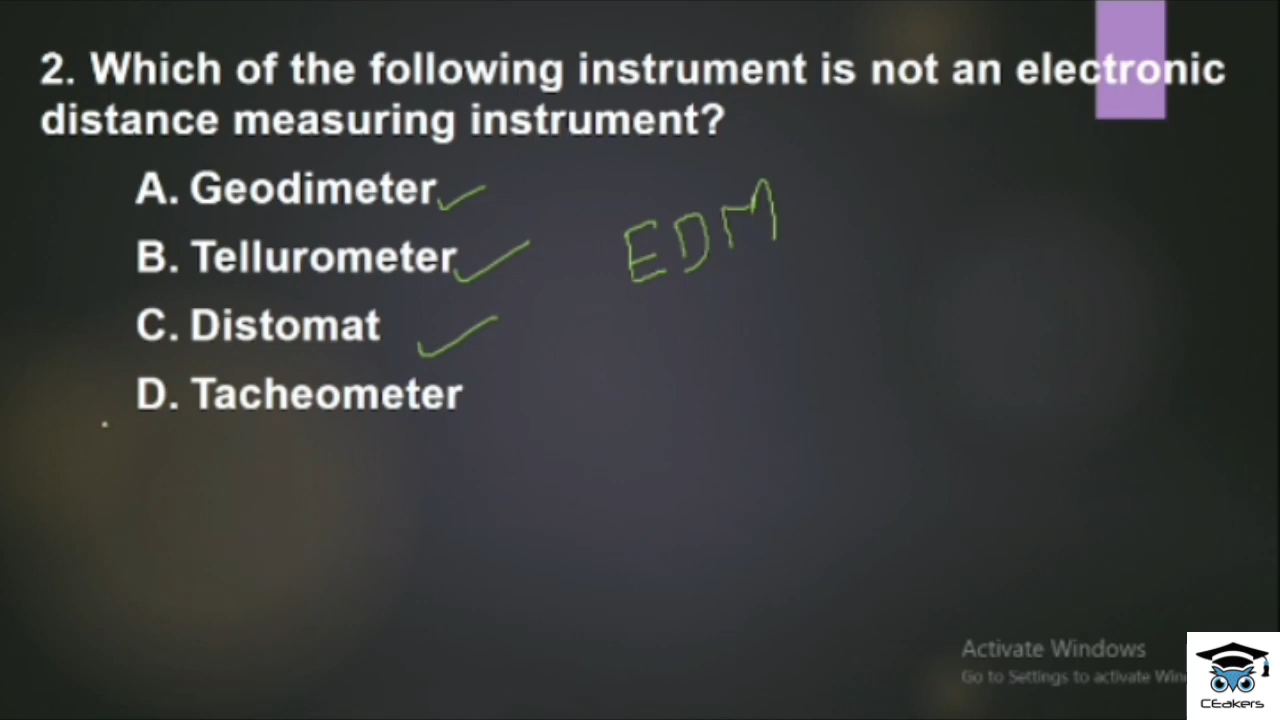 2. Which of the following instrument is not an electronic
distance measuring instrument?
A. Geodimeter
B. Tellurometer
EDM
C. Distomat
D. Tacheometer
Activate Windows
Go to Settings to activate
CEakers